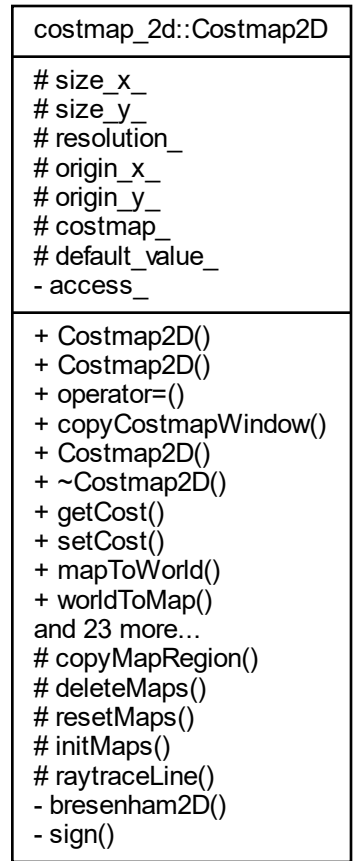 costmap_2d::Costmap2D
# size_x_
# size_y_
# resolution_
# origin_x_
# origin_y_
# costmap_
# default_value_
- access_
+ Costmap2D()
+ Costmap2D()
+ operator=()
+ copyCostmapWindow()
+ Costmap2D()
+ ~Costmap2D()
+ getCost()
+ setCost()
+ mapToWorld()
+ worldToMap()
and 23 more...
# copyMapRegion()
# deleteMaps()
# resetMaps()
# initMaps()
# raytraceLine()
- bresenham2D()
- sign()